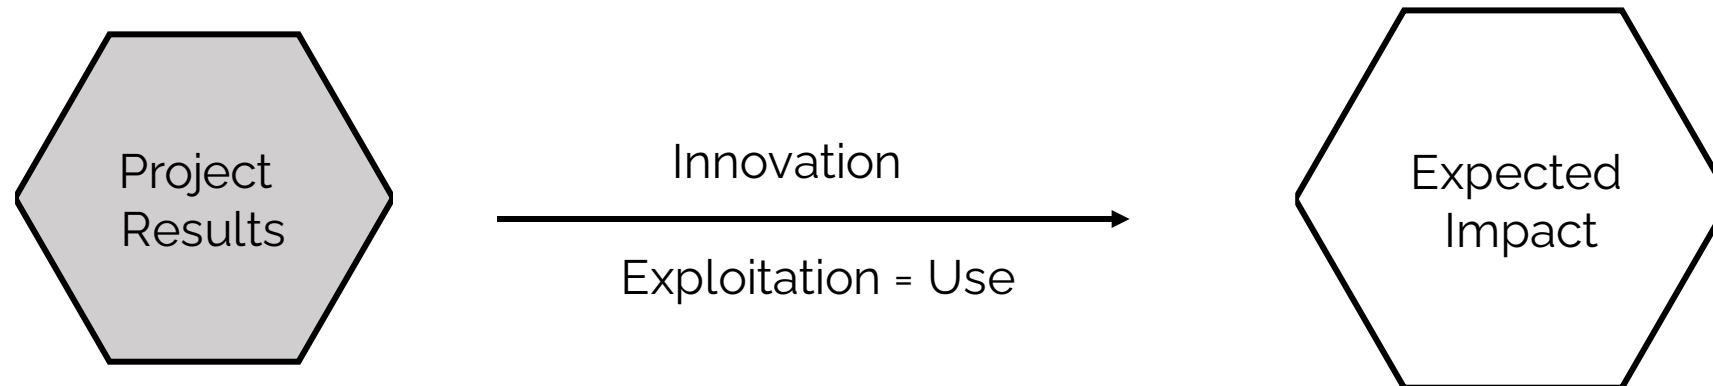 Project
Results
Innovation
Exploitation = Use
Expected
Impact